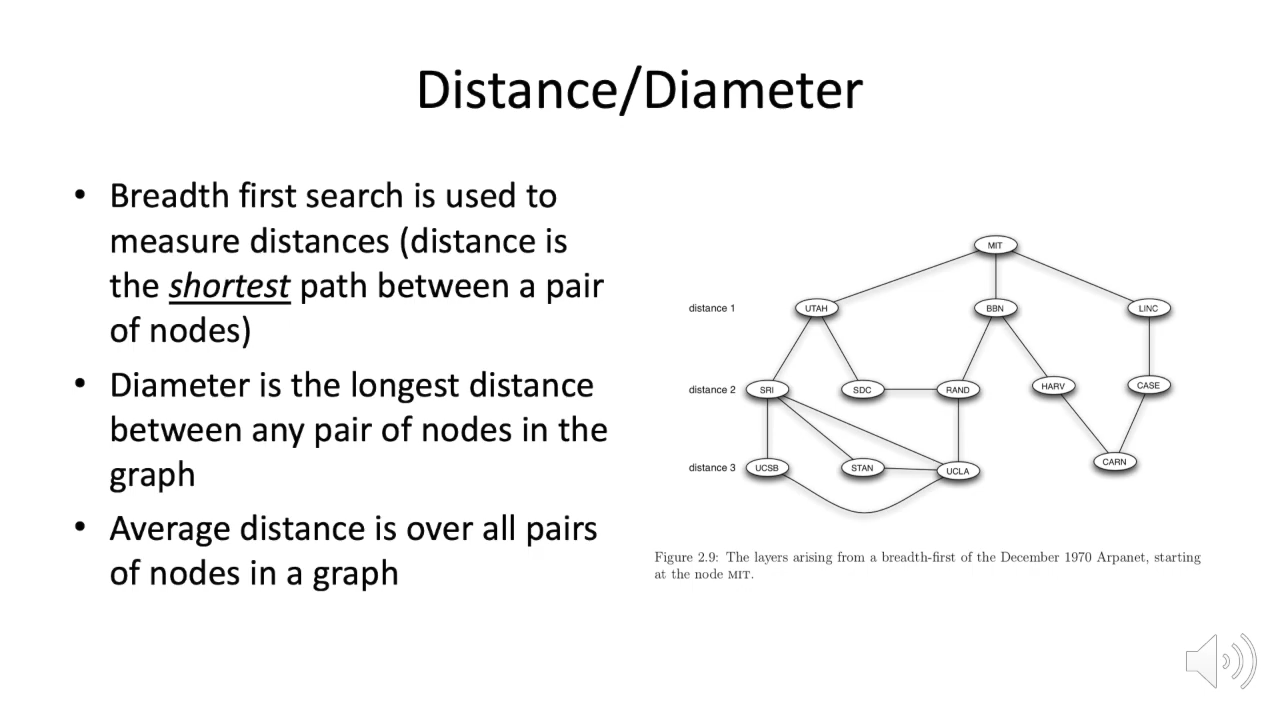 Distance/Diameter
• Breadth first search is used to
measure distances (distance is
the shortest path between a pair
of nodes)
• Diameter is the longest distance
between any pair of nodes in the
graph
• Average distance is over all pairs
of nodes in a graph
MIT
distance 1 UTAH BBN LINC
distance 2 SRI SDC RAND HARV CASE
distance 3 UCSB STAN UCLA CARN
Figure 2.9: The layers arising from a breadth-first of the December 1970 Arpanet, starting
at the node MIT.